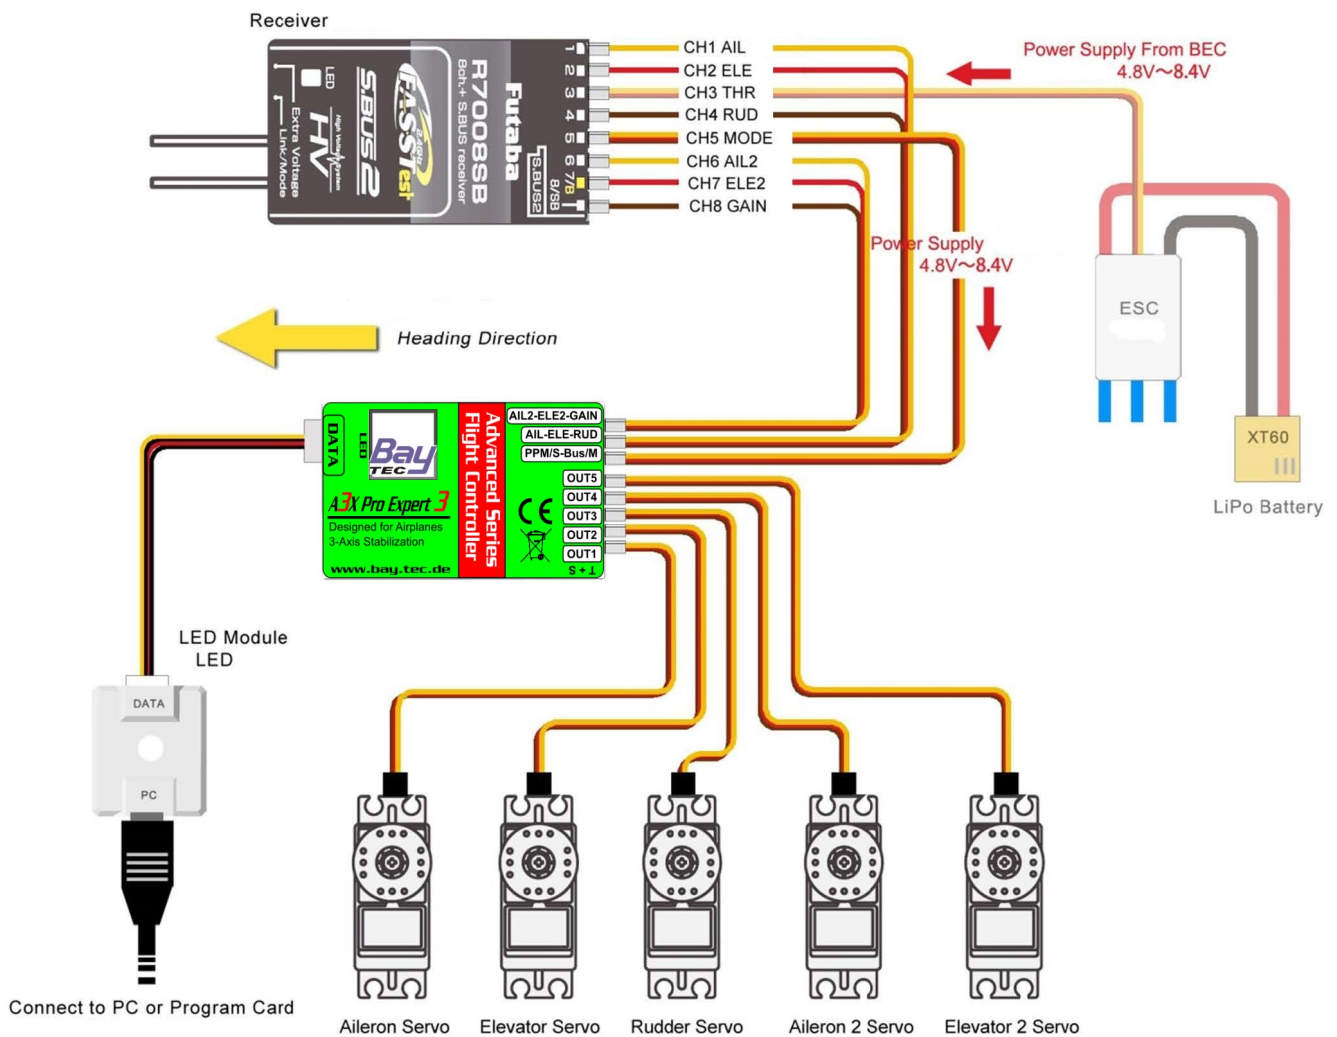 Receiver
LED
Extra Voltage
Link/Mode
High Voltage System
HV
S.BUS2
2.4GHz
FASSTest
R7008SB
8ch.+ S.BUS receiver
Futaba
S.BUS2
8/SB
1
2
3
4
5
6
7/B
CH1 AIL
CH2 ELE
CH3 THR
CH4 RUD
CH5 MODE
CH6 AIL2
CH7 ELE2
CH8 GAIN
Power Supply From BEC
4.8V～8.4V
Power Supply
4.8V～8.4V
ESC
XT60
LiPo Battery
Heading Direction
DATA
LED
Bay
TEC
A3X Pro Expert 3
Designed for Airplanes
3-Axis Stabilization
www.bay.tec.de
Advanced Series
Flight Controller
AIL2-ELE2-GAIN
AIL-ELE-RUD
PPM/S-Bus/M
OUT5
OUT4
OUT3
OUT2
OUT1
CE
S + ⊥
LED Module
LED
DATA
PC
Connect to PC or Program Card
Aileron Servo
Elevator Servo
Rudder Servo
Aileron 2 Servo
Elevator 2 Servo